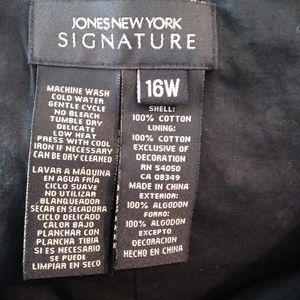 JONES NEW YORK
SIGNATURE
16W
MACHINE WASH
COLD WATER
GENTLE CYCLE
NO BLEACH
TUMBLE DRY
DELICATE
LOW HEAT
PRESS WITH COOL
IRON IF NECESSARY
CAN BE DRY CLEANED
LAVAR A MÁQUINA
EN AGUA FRÍA
CICLO SUAVE
NO UTILIZAR
BLANQUEADOR
SECAR EN SECADORA
CICLO DELICADO
CALOR BAJO
PLANCHAR CON
PLANCHA TIBIA
SI ES NECESARIO
SE PUEDE
LIMPIAR EN SECO
SHELL:
100% COTTON
LINING:
100% COTTON
EXCLUSIVE OF
DECORATION
RN 54050
CA 08349
MADE IN CHINA
EXTERIOR:
100% ALGODON
FORRO:
100% ALGODON
EXCEPTO
DECORACION
HECHO EN CHINA